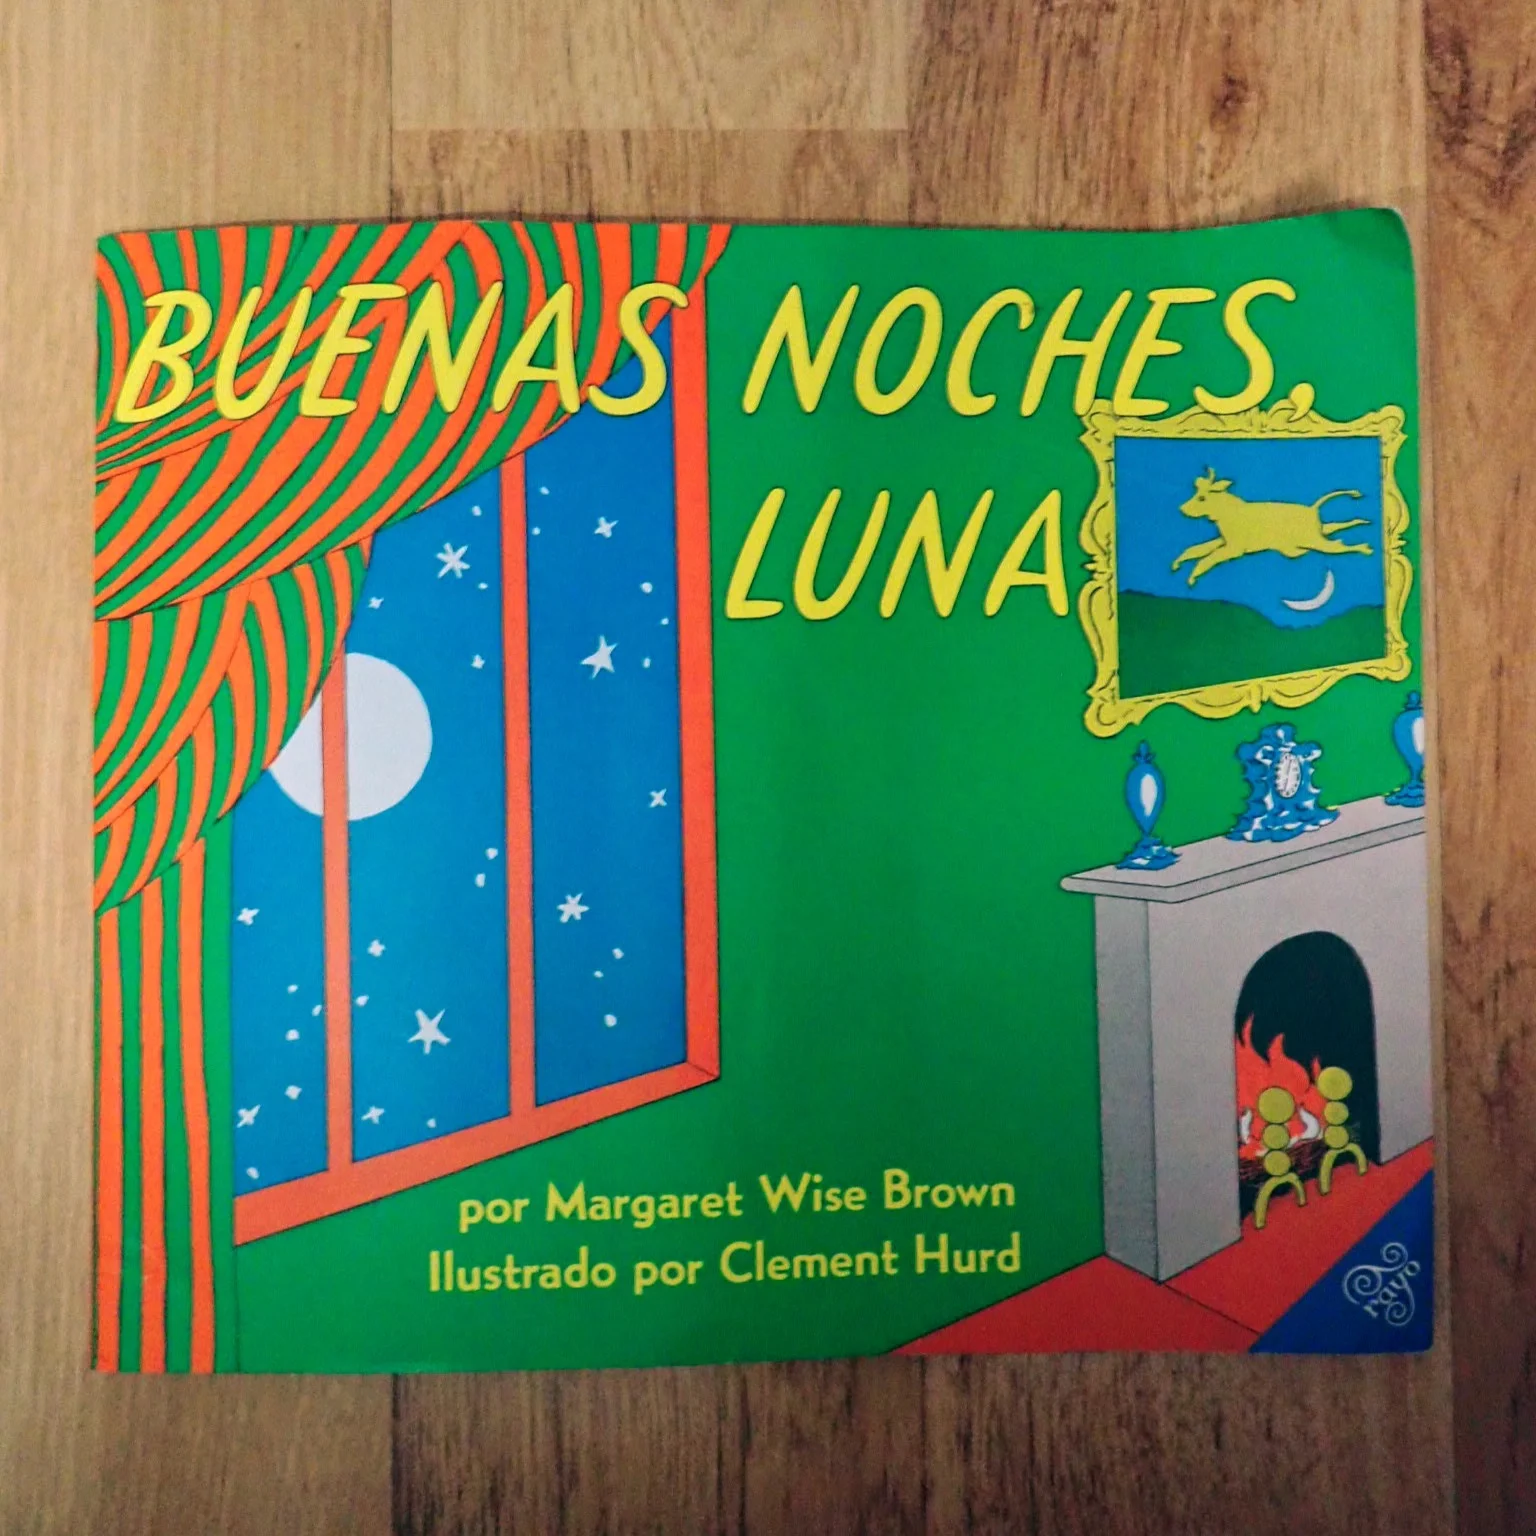 BUENAS NOCHES,
LUNA
por Margaret Wise Brown
Ilustrado por Clement Hurd
rayo